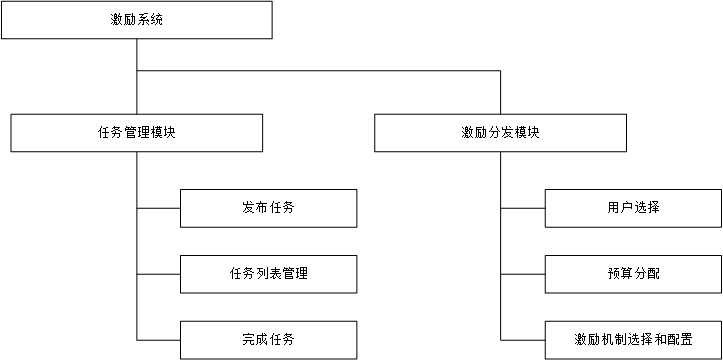 激励系统
任务管理模块
激励分发模块
发布任务
用户选择
任务列表管理
预算分配
完成任务
激励机制选择和配置